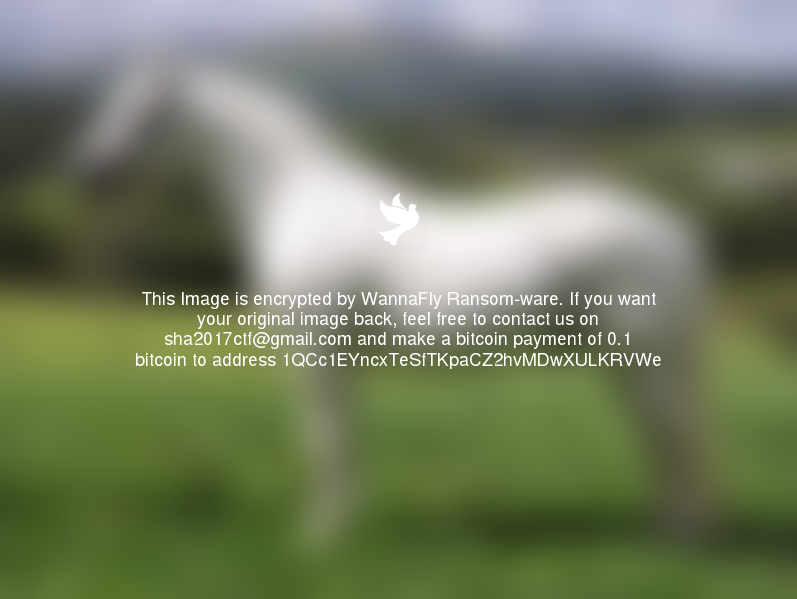 This Image is encrypted by WannaFly Ransom-ware. If you want
your original image back, feel free to contact us on
sha2017ctf@gmail.com and make a bitcoin payment of 0.1
bitcoin to address 1QCc1EYncxTeSfTKpaCZ2hvMDwXULKRVWe